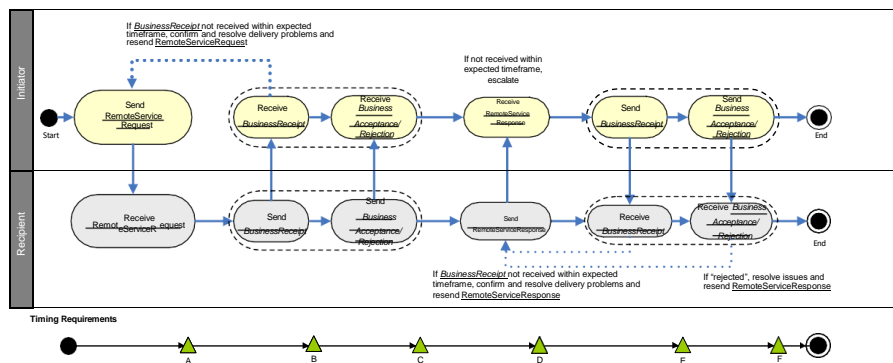 If BusinessReceipt not received within expected
timeframe, confirm and resolve delivery problems and
resend RemoteServiceRequest
If not received within
expected timeframe,
escalate
Initiator
Start
Send
RemoteService
Request
Receive
BusinessReceipt
Receive
Business
Acceptance/
Rejection
Receive
RemoteService
Response
Send
BusinessReceipt
Send
Business
Acceptance/
Rejection
End
Recipient
Receive
RemoteServiceRequest
Send
BusinessReceipt
Send
Business
Acceptance/
Rejection
Send
RemoteServiceResponse
Receive
BusinessReceipt
Receive Business
Acceptance/
Rejection
End
If BusinessReceipt not received within expected
timeframe, confirm and resolve delivery problems and
resend RemoteServiceResponse
If “rejected”, resolve issues and
resend RemoteServiceResponse
Timing Requirements
A
B
C
D
E
F